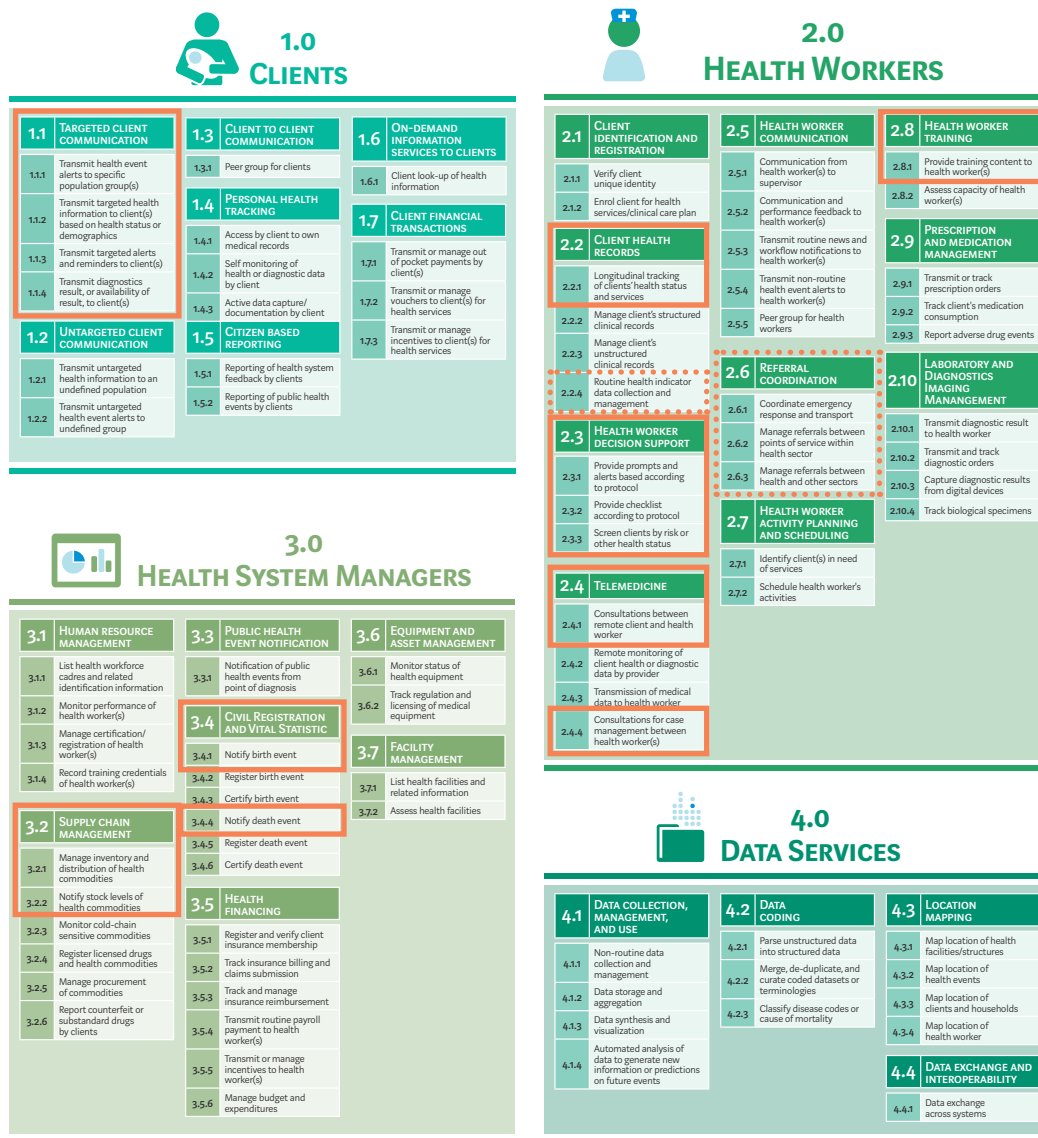 1.0
CLIENTS
1.1 TARGETED CLIENT
COMMUNICATION
1.1.1 Transmit health event
alerts to specific
population group(s)
1.1.2 Transmit targeted health
information to client(s)
based on health status or
demographics
1.1.3 Transmit targeted alerts
and reminders to client(s)
1.1.4 Transmit diagnostics
result, or availability of
result, to client(s)
1.2 UNTARGETED CLIENT
COMMUNICATION
1.2.1 Transmit untargeted
health information to an
undefined population
1.2.2 Transmit untargeted
health event alerts to
undefined group
1.3 CLIENT TO CLIENT
COMMUNICATION
1.3.1 Peer group for clients
1.4 PERSONAL HEALTH
TRACKING
1.4.1 Access by client to own
medical records
1.4.2 Self monitoring of
health or diagnostic data
by client
1.4.3 Active data capture/
documentation by client
1.5 CITIZEN BASED
REPORTING
1.5.1 Reporting of health system
feedback by clients
1.5.2 Reporting of public health
events by clients
1.6 ON-DEMAND
INFORMATION
SERVICES TO CLIENTS
1.6.1 Client look-up of health
information
1.7 CLIENT FINANCIAL
TRANSACTIONS
1.7.1 Transmit or manage out
of pocket payments by
client(s)
1.7.2 Transmit or manage
vouchers to client(s) for
health services
1.7.3 Transmit or manage
incentives to client(s) for
health services
2.0
HEALTH WORKERS
2.1 CLIENT
IDENTIFICATION AND
REGISTRATION
2.1.1 Verify client
unique identity
2.1.2 Enrol client for health
services/clinical care plan
2.2 CLIENT HEALTH
RECORDS
2.2.1 Longitudinal tracking
of clients' health status
and services
2.2.2 Manage client's structured
clinical records
2.2.3 Manage client's
unstructured
clinical records
2.2.4 Routine health indicator
data collection and
management
2.3 HEALTH WORKER
DECISION SUPPORT
2.3.1 Provide prompts and
alerts based according
to protocol
2.3.2 Provide checklist
according to protocol
2.3.3 Screen clients by risk or
other health status
2.4 TELEMEDICINE
2.4.1 Consultations between
remote client and health
worker
2.4.2 Remote monitoring of
client health or diagnostic
data by provider
2.4.3 Transmission of medical
data to health worker
2.4.4 Consultations for case
management between
health worker(s)
2.5 HEALTH WORKER
COMMUNICATION
2.5.1 Communication from
health worker(s) to
supervisor
2.5.2 Communication and
performance feedback to
health worker(s)
2.5.3 Transmit routine news and
workflow notifications to
health worker(s)
2.5.4 Transmit non-routine
health event alerts to
health worker(s)
2.5.5 Peer group for health
workers
2.6 REFERRAL
COORDINATION
2.6.1 Coordinate emergency
response and transport
2.6.2 Manage referrals between
points of service within
health sector
2.6.3 Manage referrals between
health and other sectors
2.7 HEALTH WORKER
ACTIVITY PLANNING
AND SCHEDULING
2.7.1 Identify client(s) in need
of services
2.7.2 Schedule health worker's
activities
2.8 HEALTH WORKER
TRAINING
2.8.1 Provide training content to
health worker(s)
2.8.2 Assess capacity of health
worker(s)
2.9 PRESCRIPTION
AND MEDICATION
MANAGEMENT
2.9.1 Transmit or track
prescription orders
2.9.2 Track client's medication
consumption
2.9.3 Report adverse drug events
2.10 LABORATORY AND
DIAGNOSTICS
IMAGING
MANANGEMENT
2.10.1 Transmit diagnostic result
to health worker
2.10.2 Transmit and track
diagnostic orders
2.10.3 Capture diagnostic results
from digital devices
2.10.4 Track biological specimens
3.0
HEALTH SYSTEM MANAGERS
3.1 HUMAN RESOURCE
MANAGEMENT
3.1.1 List health workforce
cadres and related
identification information
3.1.2 Monitor performance of
health worker(s)
3.1.3 Manage certification/
registration of health
worker(s)
3.1.4 Record training credentials
of health worker(s)
3.2 SUPPLY CHAIN
MANAGEMENT
3.2.1 Manage inventory and
distribution of health
commodities
3.2.2 Notify stock levels of
health commodities
3.2.3 Monitor cold-chain
sensitive commodities
3.2.4 Register licensed drugs
and health commodities
3.2.5 Manage procurement
of commodities
3.2.6 Report counterfeit or
substandard drugs
by clients
3.3 PUBLIC HEALTH
EVENT NOTIFICATION
3.3.1 Notification of public
health events from
point of diagnosis
3.4 CIVIL REGISTRATION
AND VITAL STATISTIC
3.4.1 Notify birth event
3.4.2 Register birth event
3.4.3 Certify birth event
3.4.4 Notify death event
3.4.5 Register death event
3.4.6 Certify death event
3.5 HEALTH
FINANCING
3.5.1 Register and verify client
insurance membership
3.5.2 Track insurance billing and
claims submission
3.5.3 Track and manage
insurance reimbursement
3.5.4 Transmit routine payroll
payment to health
worker(s)
3.5.5 Transmit or manage
incentives to health
worker(s)
3.5.6 Manage budget and
expenditures
3.6 EQUIPMENT AND
ASSET MANAGEMENT
3.6.1 Monitor status of
health equipment
3.6.2 Track regulation and
licensing of medical
equipment
3.7 FACILITY
MANAGEMENT
3.7.1 List health facilities and
related information
3.7.2 Assess health facilities
4.0
DATA SERVICES
4.1 DATA COLLECTION,
MANAGEMENT,
AND USE
4.1.1 Non-routine data
collection and
management
4.1.2 Data storage and
aggregation
4.1.3 Data synthesis and
visualization
4.1.4 Automated analysis of
data to generate new
information or predictions
on future events
4.2 DATA
CODING
4.2.1 Parse unstructured data
into structured data
4.2.2 Merge, de-duplicate, and
curate coded datasets or
terminologies
4.2.3 Classify disease codes or
cause of mortality
4.3 LOCATION
MAPPING
4.3.1 Map location of health
facilities/structures
4.3.2 Map location of
health events
4.3.3 Map location of
clients and households
4.3.4 Map location of
health worker
4.4 DATA EXCHANGE AND
INTEROPERABILITY
4.4.1 Data exchange
across systems